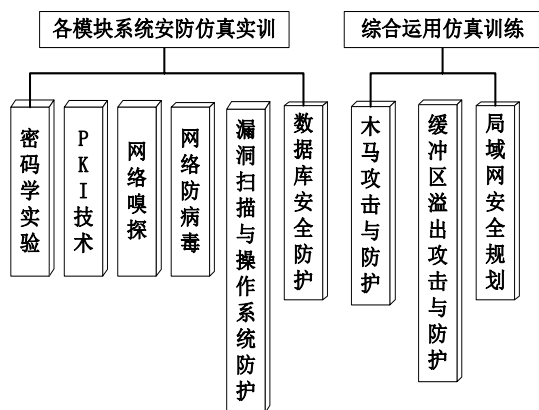 各模块系统安防仿真实训
综合运用仿真训练
密码学实验
PKI技术
网络嗅探
网络防病毒
漏洞扫描与操作系统防护
数据库安全防护
木马攻击与防护
缓冲区溢出攻击与防护
局域网安全规划